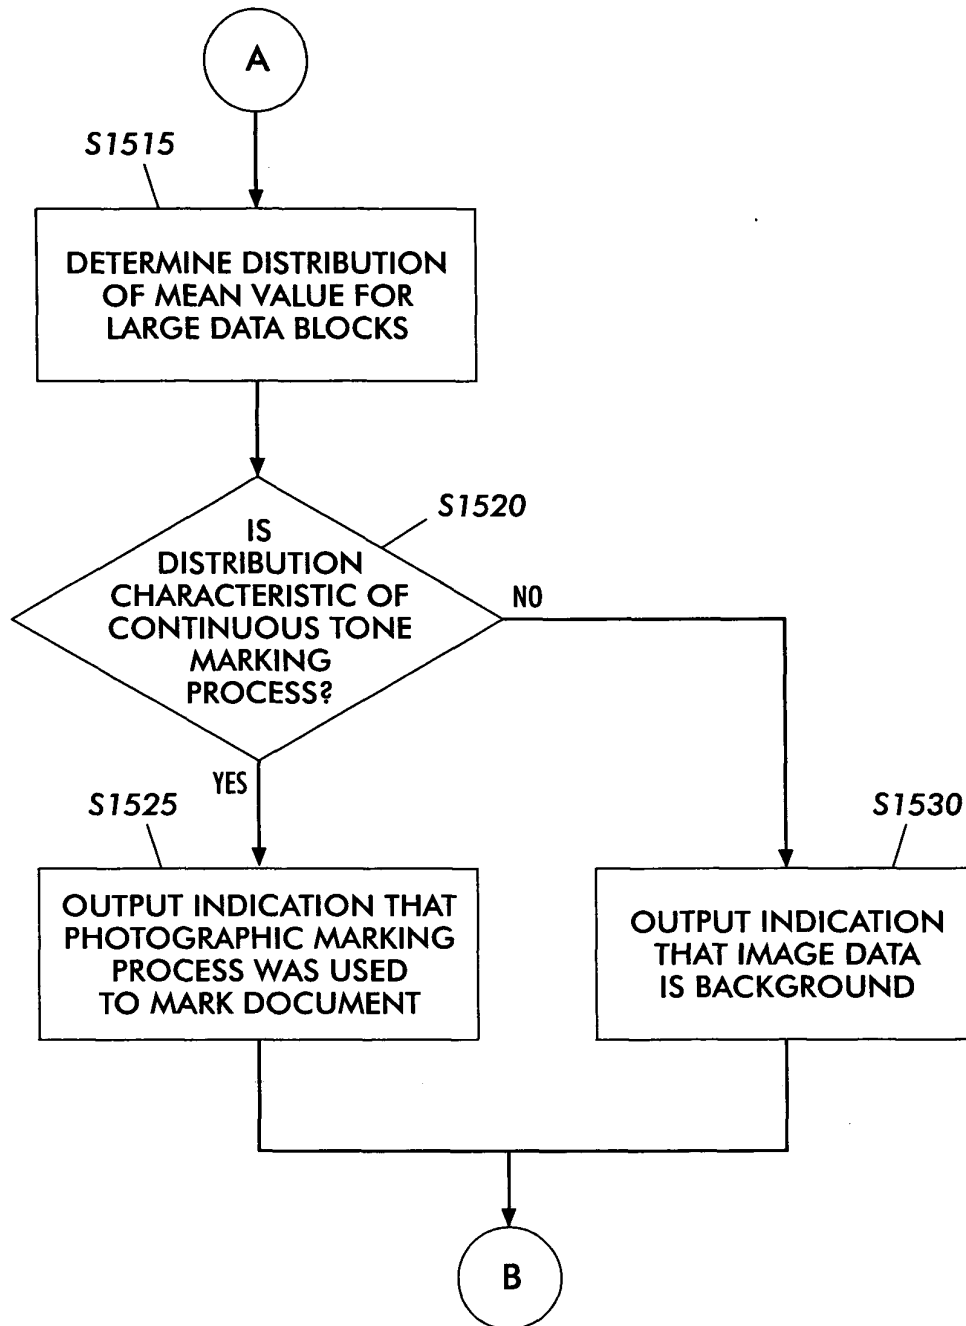 A
S1515
DETERMINE DISTRIBUTION
OF MEAN VALUE FOR
LARGE DATA BLOCKS
S1520
IS
DISTRIBUTION
CHARACTERISTIC OF
CONTINUOUS TONE
MARKING
PROCESS?
NO
YES
S1525
OUTPUT INDICATION THAT
PHOTOGRAPHIC MARKING
PROCESS WAS USED
TO MARK DOCUMENT
S1530
OUTPUT INDICATION
THAT IMAGE DATA
IS BACKGROUND
B